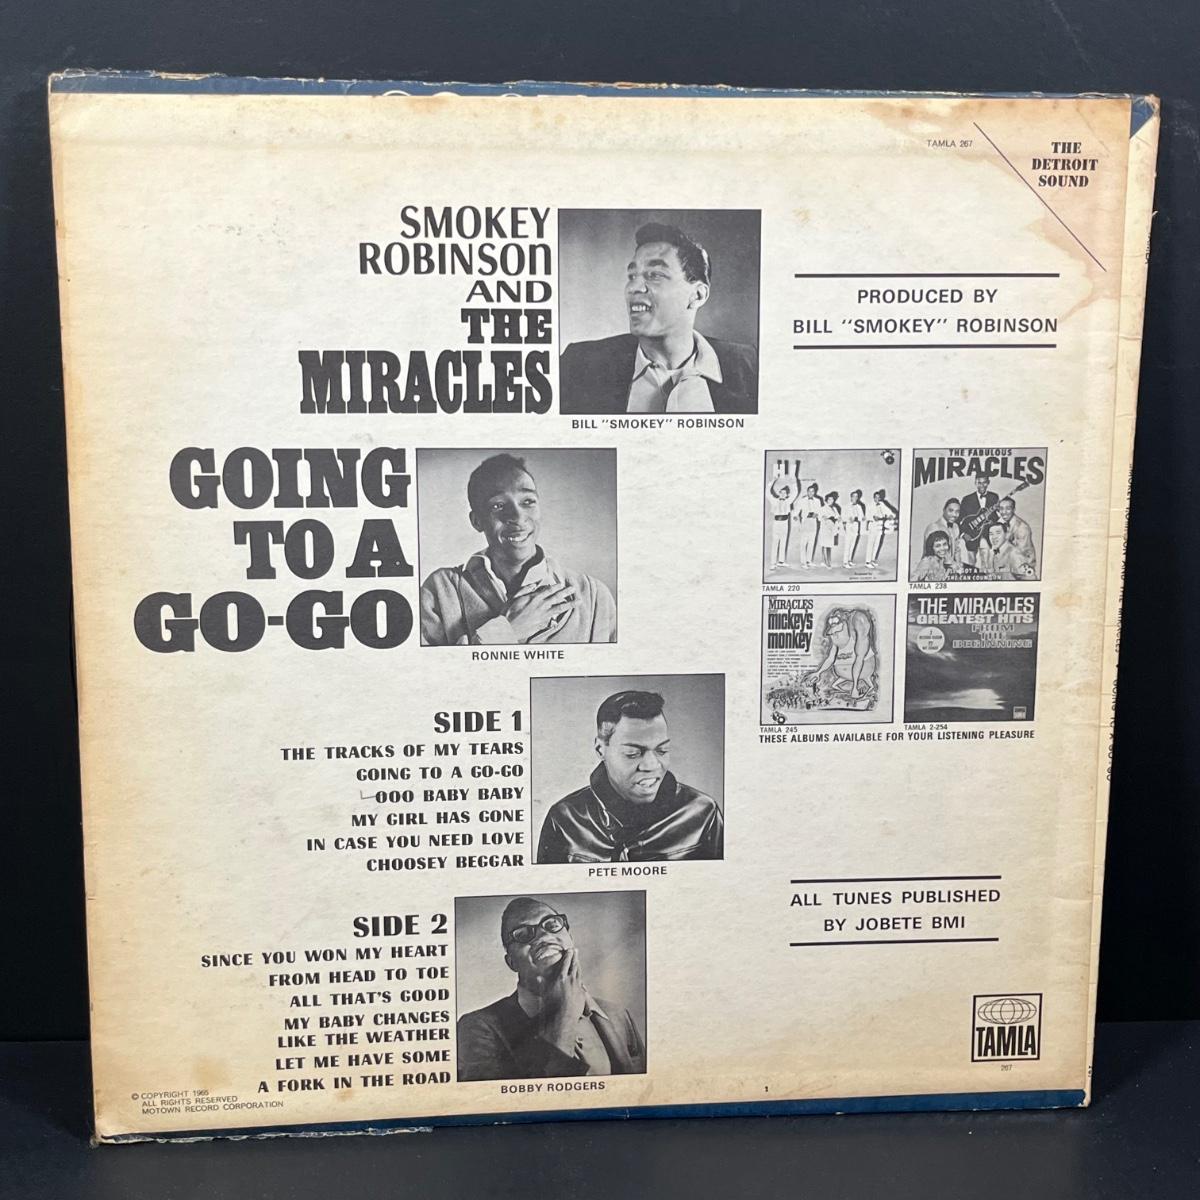 TAMLA 267
THE
DETROIT
SOUND
SMOKEY
ROBINSON
AND
THE
MIRACLES
BILL "SMOKEY" ROBINSON
PRODUCED BY
BILL "SMOKEY" ROBINSON
GOING
TO A
GO-GO
RONNIE WHITE
TAMLA 220
THE FABULOUS
MIRACLES
TAMLA 238
MIRACLES
mickey's
monkey
TAMLA 245
THE MIRACLES
GREATEST HITS
FROM
THE
BEGINNING
TAMLA 2-254
THESE ALBUMS AVAILABLE FOR YOUR LISTENING PLEASURE
SIDE 1
THE TRACKS OF MY TEARS
GOING TO A GO-GO
OOO BABY BABY
MY GIRL HAS GONE
IN CASE YOU NEED LOVE
CHOOSEY BEGGAR
PETE MOORE
SIDE 2
SINCE YOU WON MY HEART
FROM HEAD TO TOE
ALL THAT'S GOOD
MY BABY CHANGES
LIKE THE WEATHER
LET ME HAVE SOME
A FORK IN THE ROAD
BOBBY RODGERS
ALL TUNES PUBLISHED
BY JOBETE BMI
TAMLA
267
© COPYRIGHT 1965
ALL RIGHTS RESERVED
MOTOWN RECORD CORPORATION
1